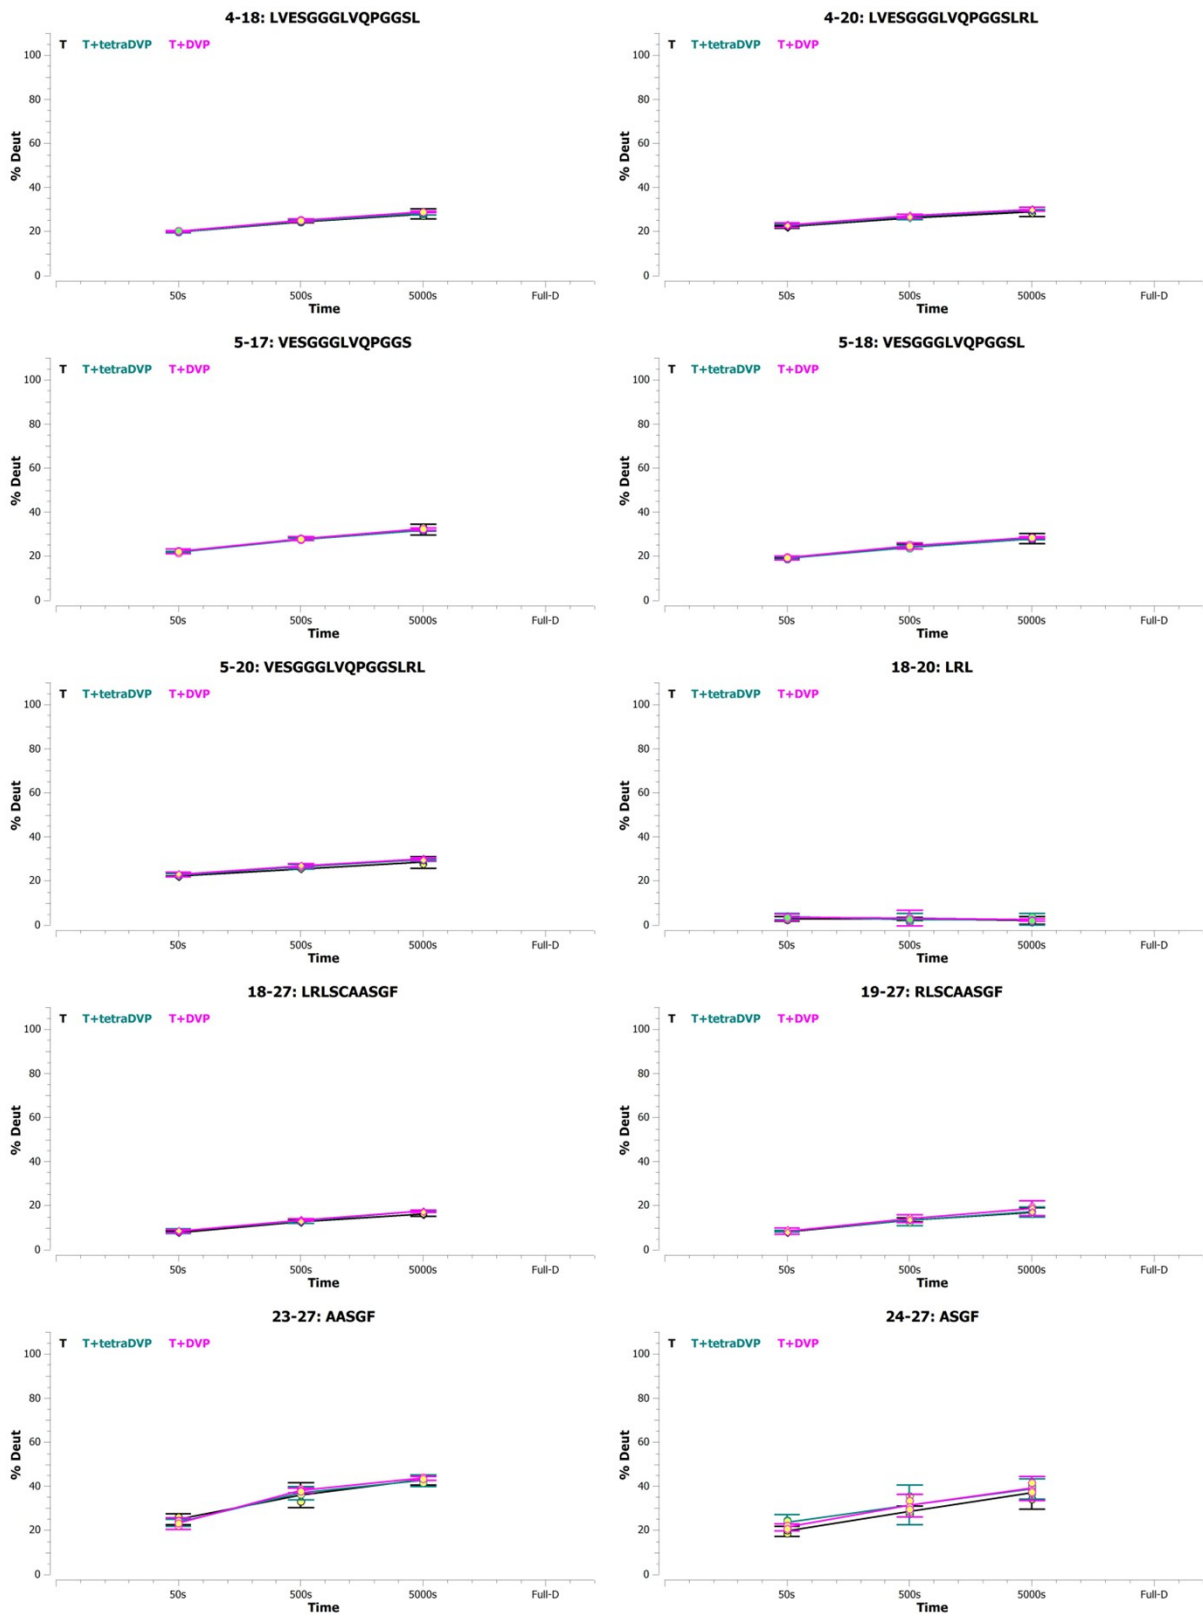 4-18: LVESGGGLVQPGGSL
T T+tetraDVP T+DVP
100
80
60
40
20
0
% Deut
50s 500s 5000s Full-D
Time
4-20: LVESGGGLVQPGGSLRL
T T+tetraDVP T+DVP
100
80
60
40
20
0
% Deut
50s 500s 5000s Full-D
Time
5-17: VESGGGLVQPGGS
T T+tetraDVP T+DVP
100
80
60
40
20
0
% Deut
50s 500s 5000s Full-D
Time
5-18: VESGGGLVQPGGSL
T T+tetraDVP T+DVP
100
80
60
40
20
0
% Deut
50s 500s 5000s Full-D
Time
5-20: VESGGGLVQPGGSLRL
T T+tetraDVP T+DVP
100
80
60
40
20
0
% Deut
50s 500s 5000s Full-D
Time
18-20: LRL
T T+tetraDVP T+DVP
100
80
60
40
20
0
% Deut
50s 500s 5000s Full-D
Time
18-27: LRLSCAASGF
T T+tetraDVP T+DVP
100
80
60
40
20
0
% Deut
50s 500s 5000s Full-D
Time
19-27: RLSCAASGF
T T+tetraDVP T+DVP
100
80
60
40
20
0
% Deut
50s 500s 5000s Full-D
Time
23-27: AASGF
T T+tetraDVP T+DVP
100
80
60
40
20
0
% Deut
50s 500s 5000s Full-D
Time
24-27: ASGF
T T+tetraDVP T+DVP
100
80
60
40
20
0
% Deut
50s 500s 5000s Full-D
Time